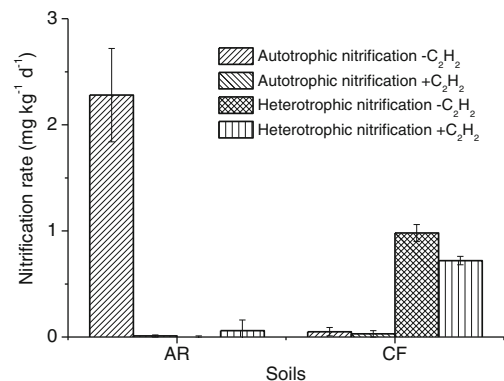 3
2
1
0
Nitrification rate (mg kg⁻¹ d⁻¹)
Autotrophic nitrification -C₂H₂
Autotrophic nitrification +C₂H₂
Heterotrophic nitrification -C₂H₂
Heterotrophic nitrification +C₂H₂
AR CF
Soils